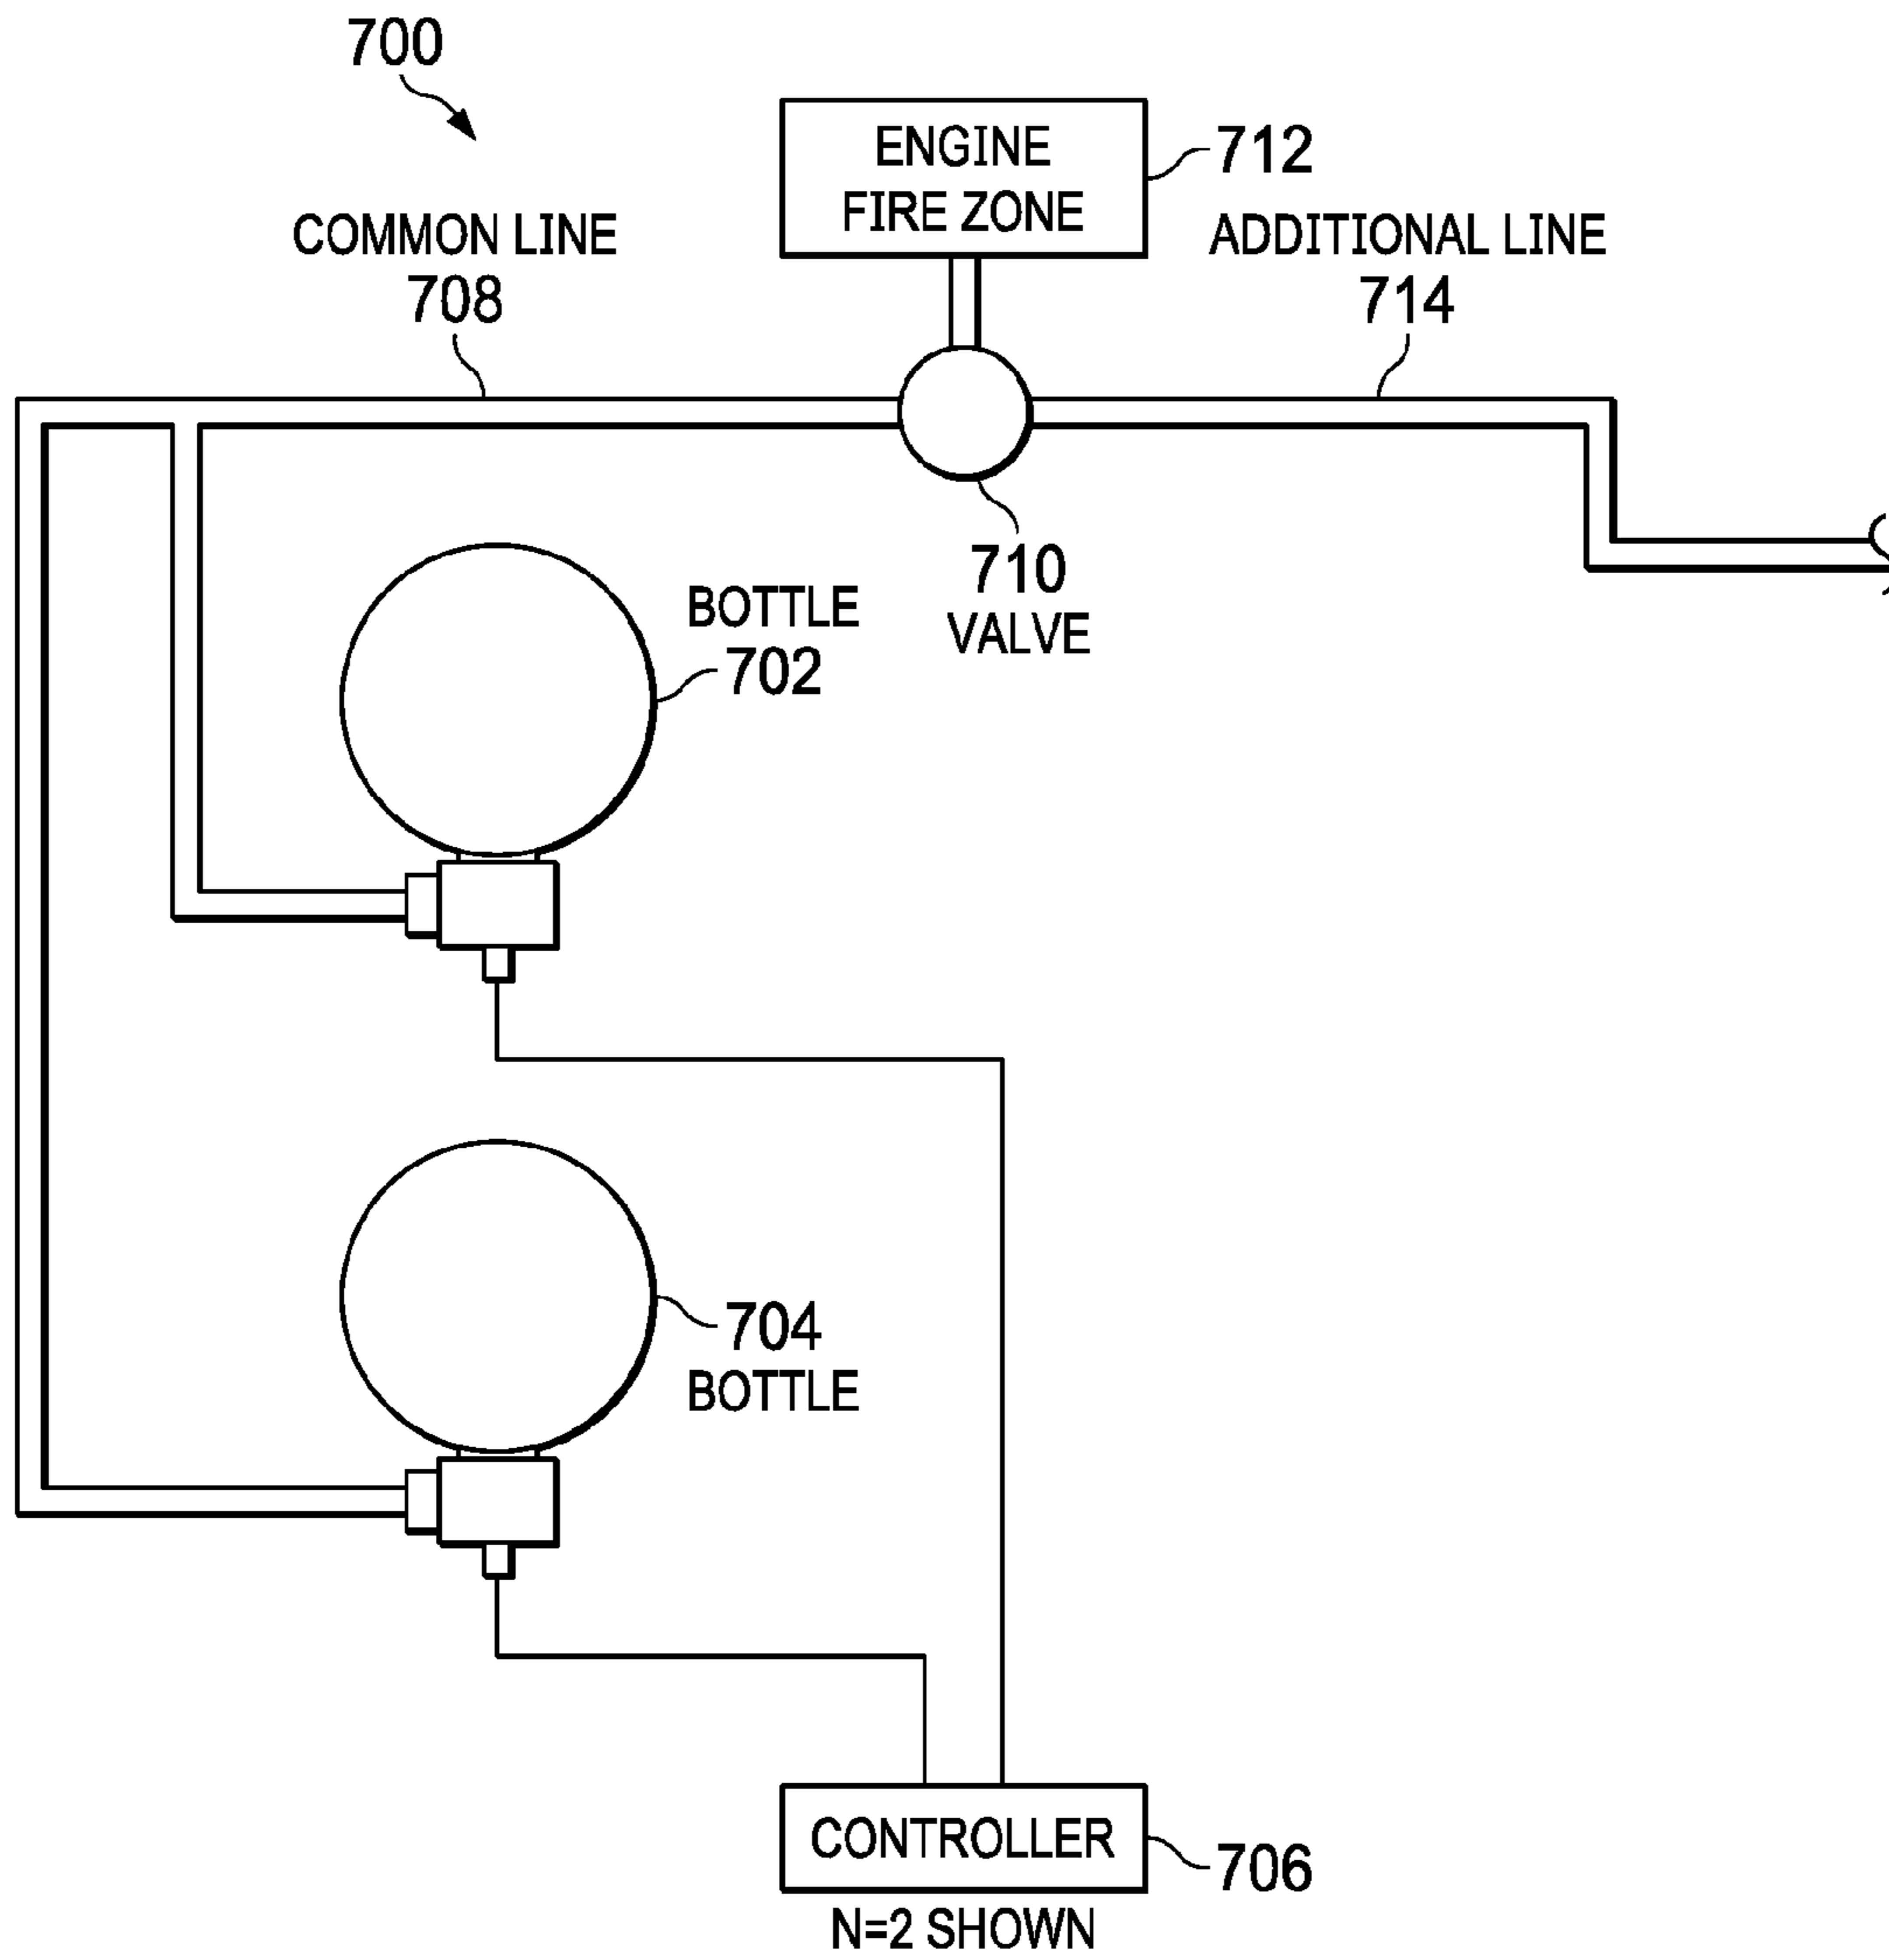 700
ENGINE
FIRE ZONE
712
COMMON LINE
708
ADDITIONAL LINE
714
710
VALVE
BOTTLE
702
704
BOTTLE
CONTROLLER
706
N=2 SHOWN